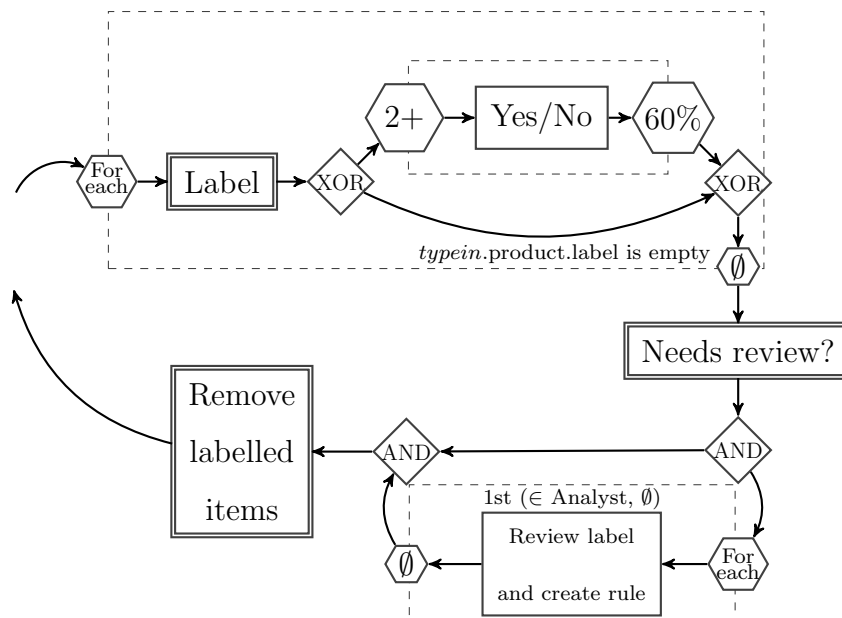 2+
Yes/No
60%
For
each
Label
XOR
XOR
typein.product.label is empty
∅
Needs review?
Remove
labelled
items
AND
AND
1st (∈ Analyst, ∅)
Review label
and create rule
∅
For
each